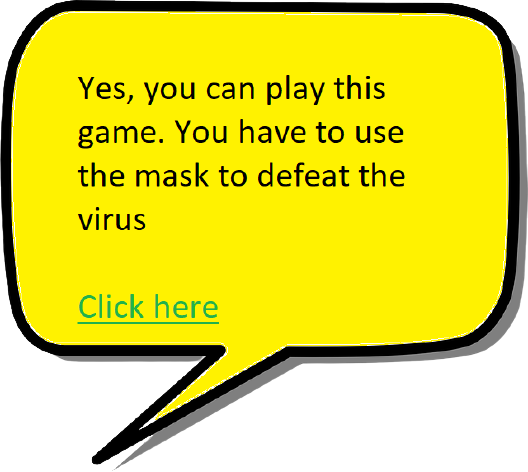 Yes, you can play this
game. You have to use
the mask to defeat the
virus
Click here